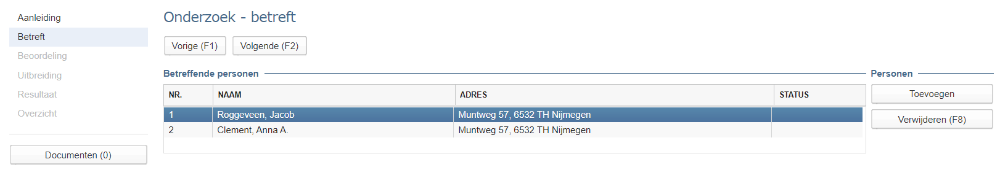 Aanleiding
Betreft
Beoordeling
Uitbreiding
Resultaat
Overzicht
Documenten (0)
Onderzoek - betreft
Vorige (F1) Volgende (F2)
Betreffende personen
NR. NAAM ADRES STATUS
1 Roggeveen, Jacob Muntweg 57, 6532 TH Nijmegen
2 Clement, Anna A. Muntweg 57, 6532 TH Nijmegen
Personen
Toevoegen
Verwijderen (F8)